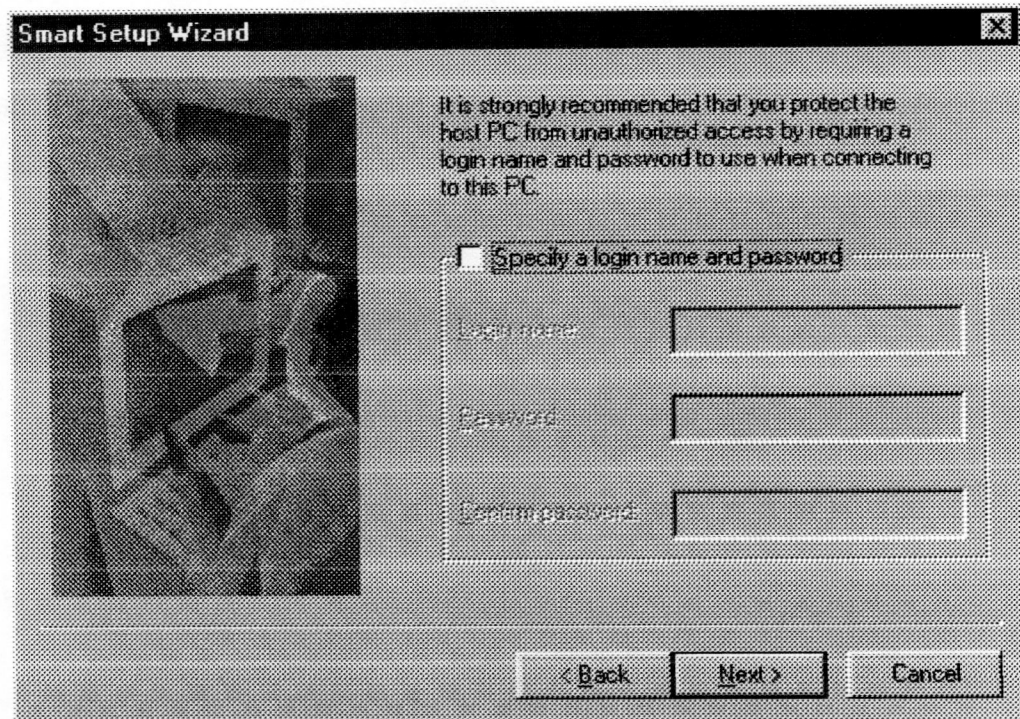 Smart Setup Wizard
It is strongly recommended that you protect the
host PC from unauthorized access by requiring a
login name and password to use when connecting
to this PC.
Specify a login name and password
Login name:
Password:
Confirm password:
< Back
Next >
Cancel